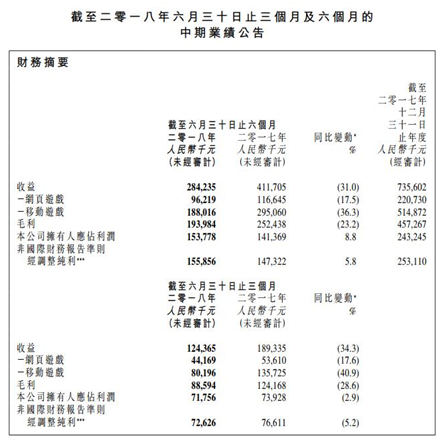 截至二零一八年六月三十日止三個月及六個月的
中期業績公告
財務摘要
截至
二零一七年
十二月
截至六月三十日止六個月 三十一日
二零一八年 二零一七年 同比變動* 止年度
人民幣千元 人民幣千元 % 人民幣千元
(未經審計) (未經審計) (經審計)
收益 284,235 411,705 (31.0) 735,602
－網頁遊戲 96,219 116,645 (17.5) 220,730
－移動遊戲 188,016 295,060 (36.3) 514,872
毛利 193,984 252,438 (23.2) 457,267
本公司擁有人應佔利潤 153,778 141,369 8.8 243,245
非國際財務報告準則
經調整純利*** 155,856 147,322 5.8 253,110
截至六月三十日止三個月
二零一八年 二零一七年 同比變動*
人民幣千元 人民幣千元 %
(未經審計) (未經審計)
收益 124,365 189,335 (34.3)
－網頁遊戲 44,169 53,610 (17.6)
－移動遊戲 80,196 135,725 (40.9)
毛利 88,594 124,168 (28.6)
本公司擁有人應佔利潤 71,756 73,928 (2.9)
非國際財務報告準則
經調整純利*** 72,626 76,611 (5.2)